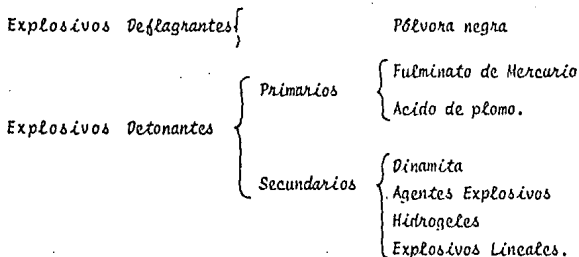 Explosivos Deflagrantes{ Pólvora negra
Primarios
Fulminato de Mercurio
Acido de plomo.
Explosivos Detonantes
Secundarios
Dinamita
Agentes Explosivos
Hidrogeles
Explosivos Lineales.